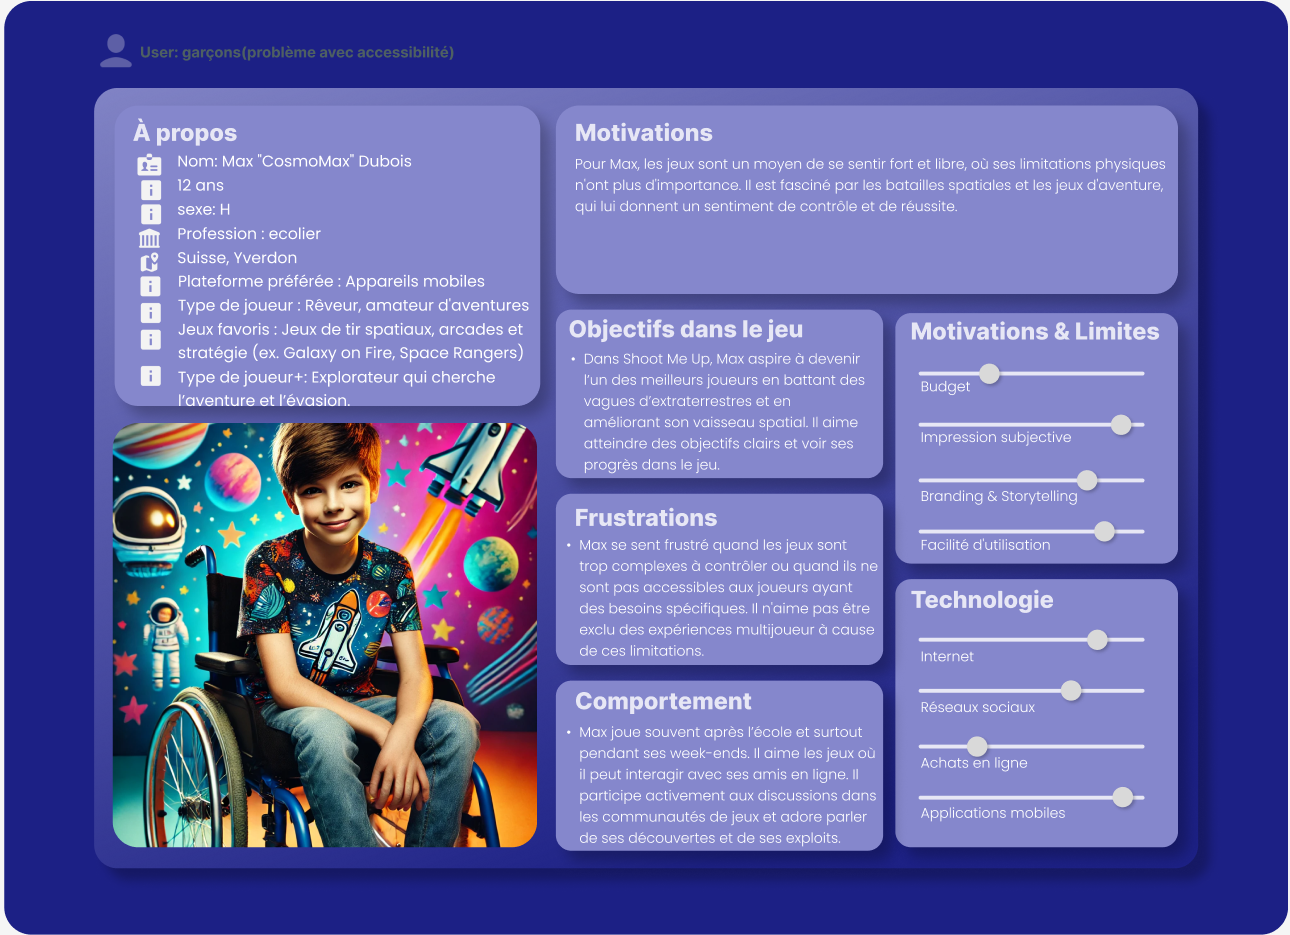 User: garçons(problème avec accessibilité)
À propos
Nom: Max "CosmoMax" Dubois
12 ans
sexe: H
Profession : ecolier
Suisse, Yverdon
Plateforme préférée : Appareils mobiles
Type de joueur : Rêveur, amateur d'aventures
Jeux favoris : Jeux de tir spatiaux, arcades et
stratégie (ex. Galaxy on Fire, Space Rangers)
Type de joueur+: Explorateur qui cherche
l'aventure et l'évasion.
Motivations
Pour Max, les jeux sont un moyen de se sentir fort et libre, où ses limitations physiques
n'ont plus d'importance. Il est fasciné par les batailles spatiales et les jeux d'aventure,
qui lui donnent un sentiment de contrôle et de réussite.
Objectifs dans le jeu
• Dans Shoot Me Up, Max aspire à devenir
l'un des meilleurs joueurs en battant des
vagues d'extraterrestres et en
améliorant son vaisseau spatial. Il aime
atteindre des objectifs clairs et voir ses
progrès dans le jeu.
Frustrations
• Max se sent frustré quand les jeux sont
trop complexes à contrôler ou quand ils ne
sont pas accessibles aux joueurs ayant
des besoins spécifiques. Il n'aime pas être
exclu des expériences multijoueur à cause
de ces limitations.
Comportement
• Max joue souvent après l'école et surtout
pendant ses week-ends. Il aime les jeux où
il peut interagir avec ses amis en ligne. Il
participe activement aux discussions dans
les communautés de jeux et adore parler
de ses découvertes et de ses exploits.
Motivations & Limites
Budget
Impression subjective
Branding & Storytelling
Facilité d'utilisation
Technologie
Internet
Réseaux sociaux
Achats en ligne
Applications mobiles